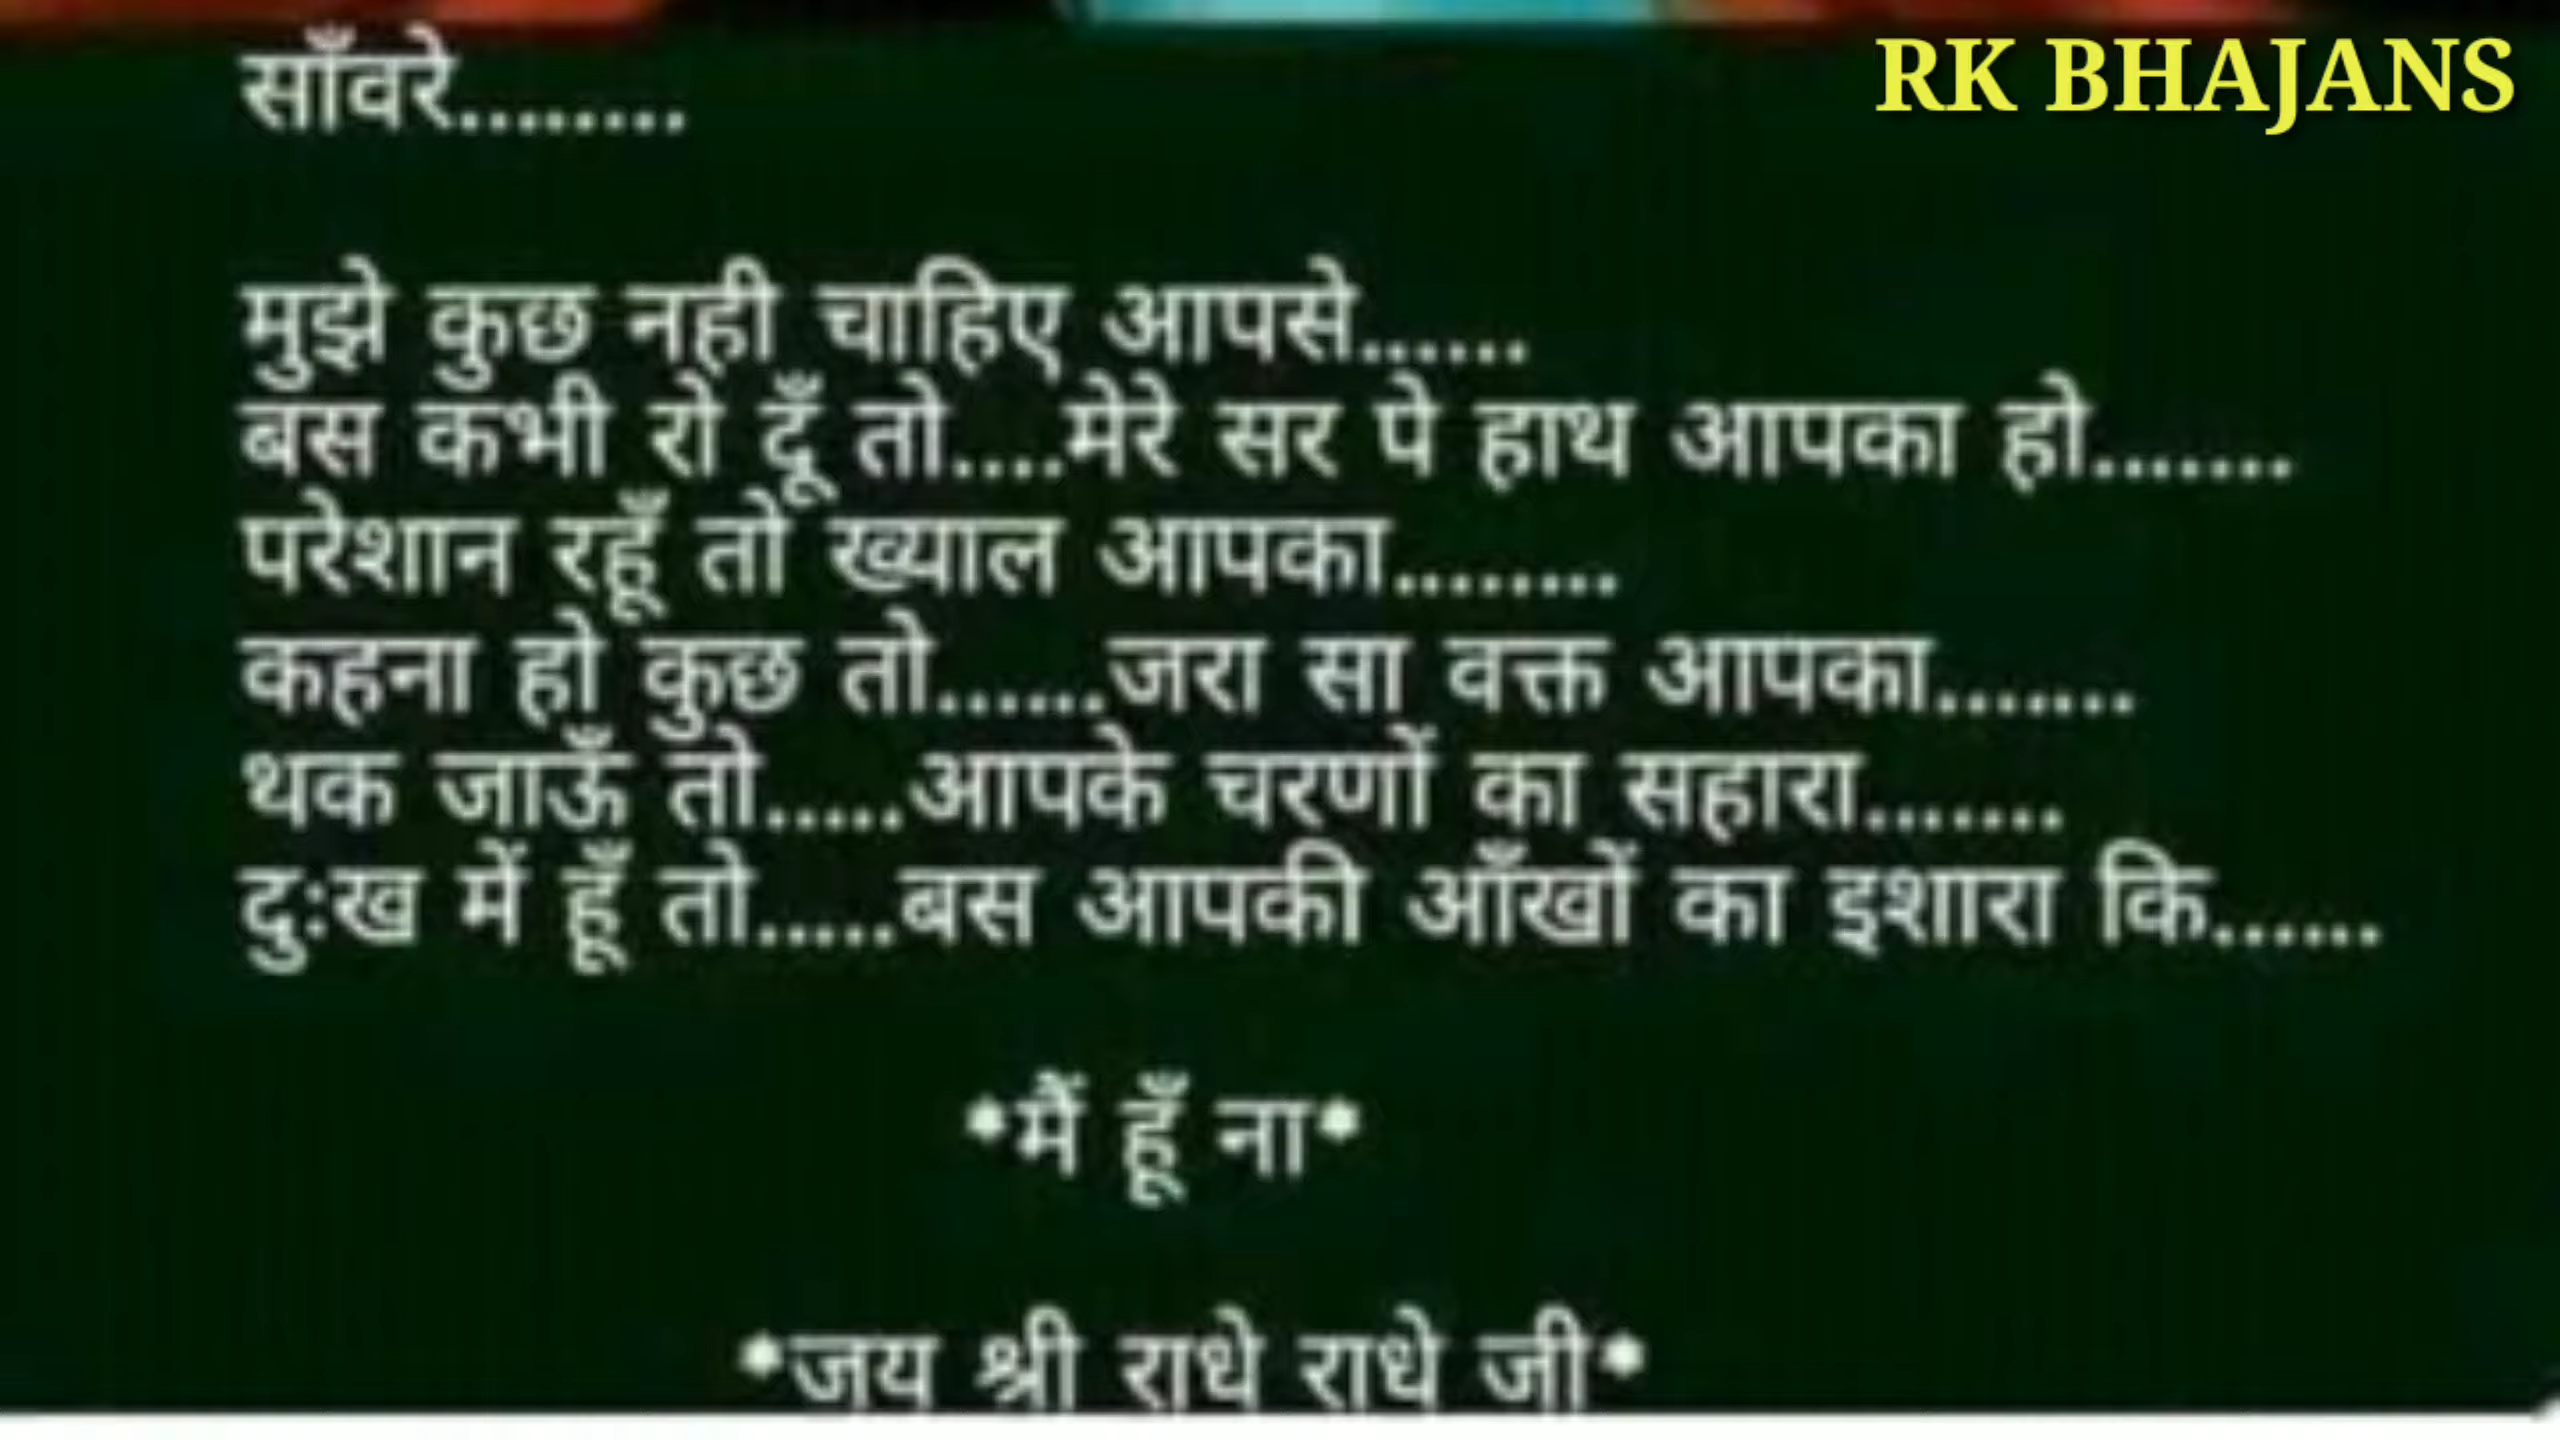 RK BHAJANS
साँवरे........
मुझे कुछ नही चाहिए आपसे......
बस कभी रो दूँ तो....मेरे सर पे हाथ आपका हो.......
परेशान रहूँ तो ख्याल आपका........
कहना हो कुछ तो......जरा सा वक्त आपका.......
थक जाऊँ तो.....आपके चरणों का सहारा.......
दुःख में हूँ तो.....बस आपकी आँखों का इशारा कि......
*मैं हूँ ना*
*जय श्री राधे राधे जी*